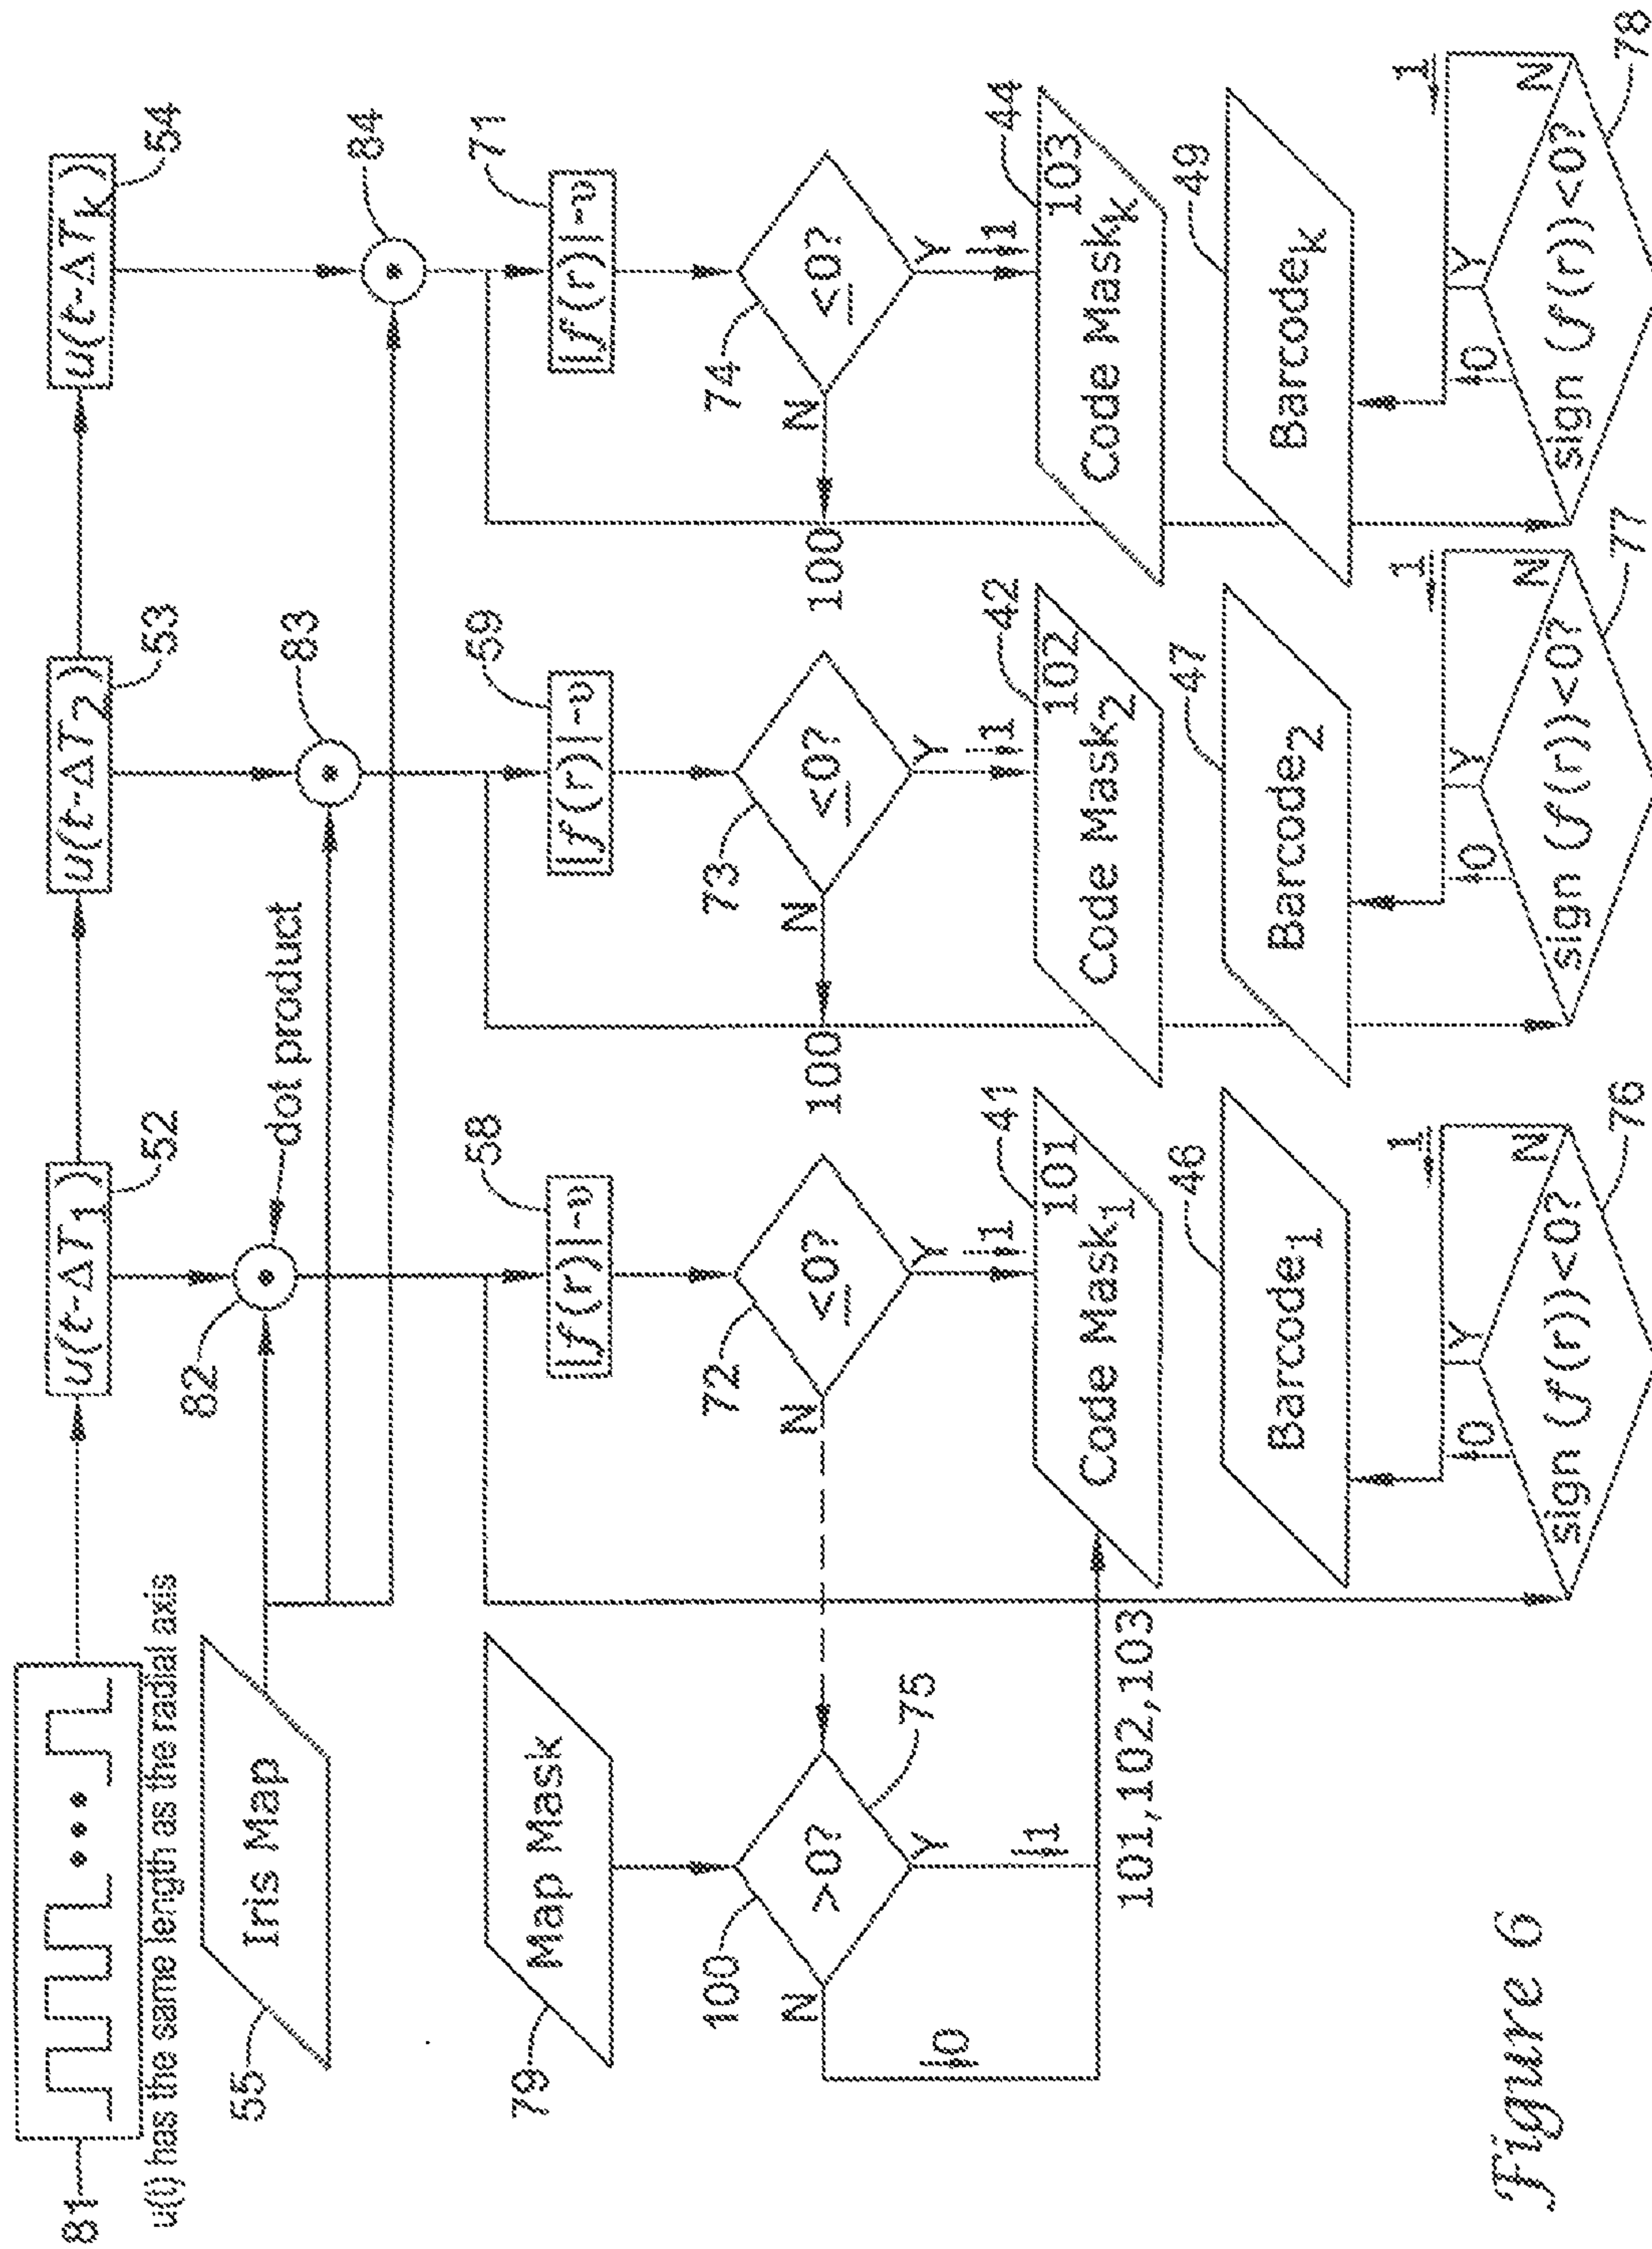 81
u(t) has the same length as the radial axis
u(t-ΔT1)
52
u(t-ΔT2)
53
u(t-ΔTk)
54
55
Iris Map
82
dot product
83
84
79
Map Mask
58
|f(r)|-υ
59
|f(r)|-υ
71
|f(r)|-υ
100
>0?
75
N
Y
1
0
72
≤0?
N
Y
1
73
≤0?
N
100
Y
1
74
≤0?
N
100
Y
1
101,102,103
41
101
Code Mask1
42
102
Code Mask2
44
103
Code Maskk
46
Barcode1
47
Barcode2
49
Barcodek
0
Y
1
N
sign (f(r))<0?
76
0
Y
1
N
sign (f(r))<0?
77
0
Y
1
N
sign (f(r))<0?
78
Figure 6